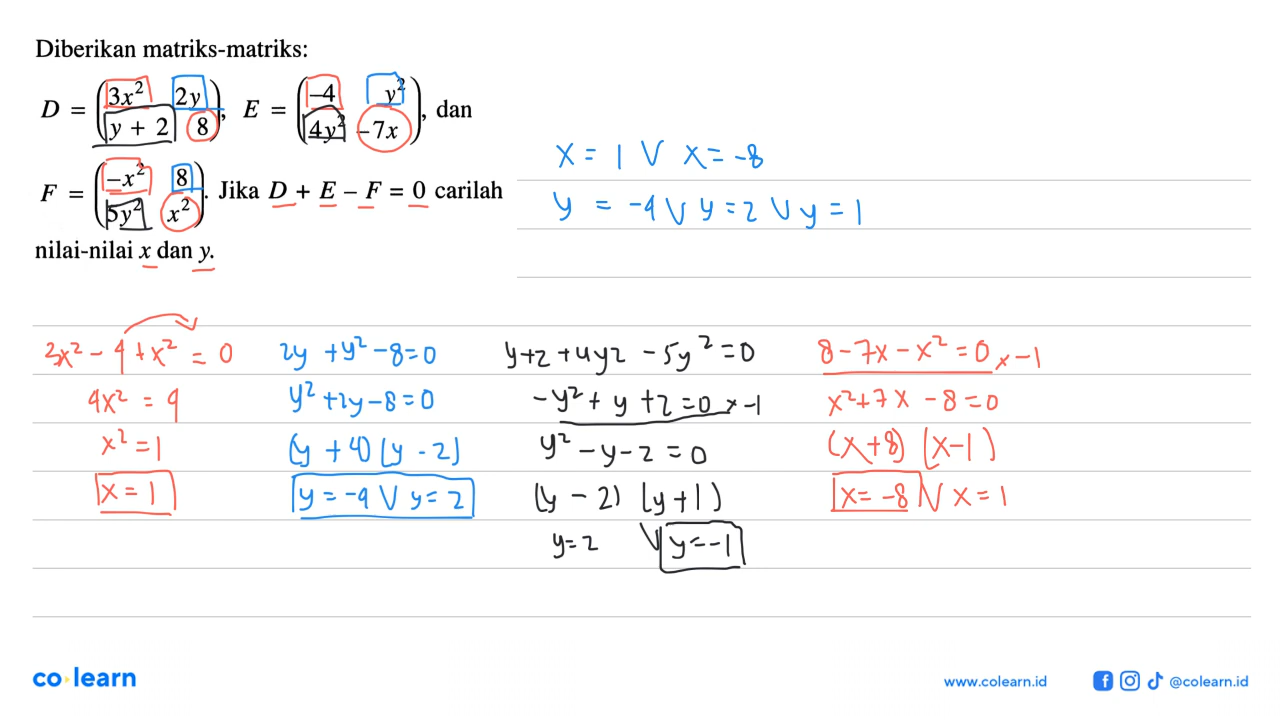 Diberikan matriks-matriks:
D = (3x² 2y
y + 2 8), E = (−4 y²
4y² −7x), dan
F = (−x² 8
5y² x²). Jika D + E − F = 0 carilah
nilai-nilai x dan y.
x = 1 ∨ x = -8
y = -4 ∨ y = 2 ∨ y = 1
3x² - 4 + x² = 0
4x² = 4
x² = 1
x = 1
2y + y² - 8 = 0
y² + 2y - 8 = 0
(y + 4) (y - 2)
y = -4 ∨ y = 2
y + 2 + 4y2 - 5y² = 0
-y² + y + 2 = 0 x -1
y² - y - 2 = 0
(y - 2) (y + 1)
y = 2 ∨ y = -1
8 - 7x - x² = 0 x -1
x² + 7x - 8 = 0
(x + 8) (x - 1)
x = -8 ∨ x = 1
co learn
www.colearn.id
@colearn.id